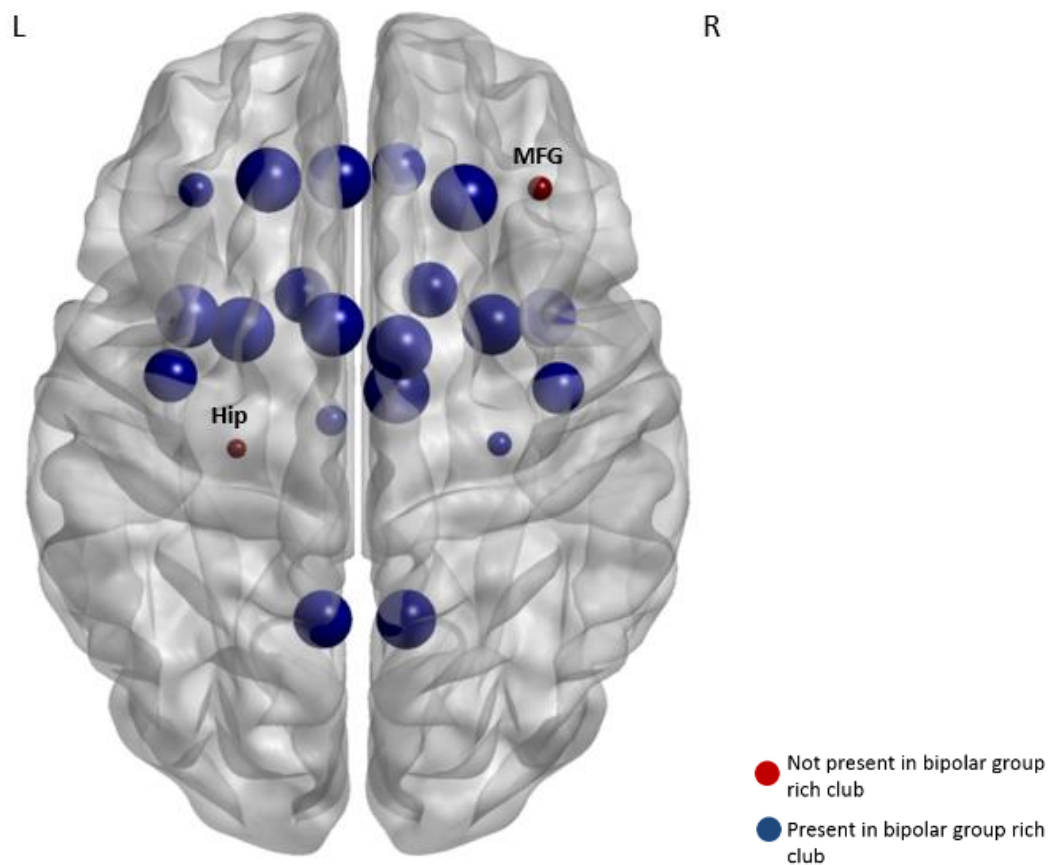 L
R
MFG
Hip
Not present in bipolar group
rich club
Present in bipolar group rich
club